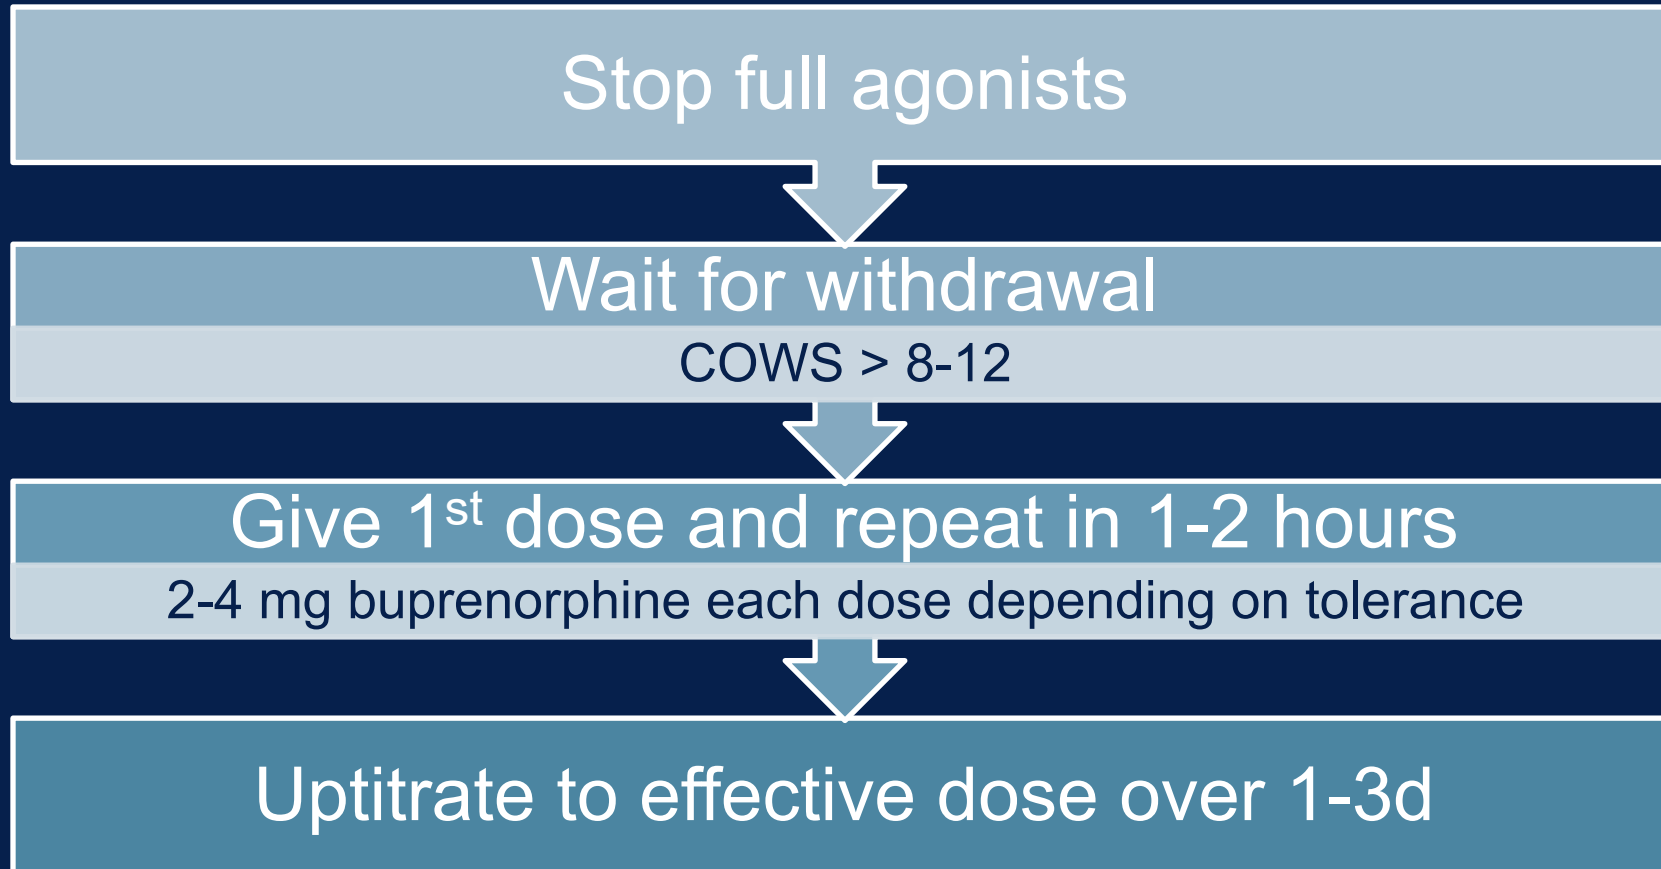 Stop full agonists
Wait for withdrawal
COWS > 8-12
Give 1st dose and repeat in 1-2 hours
2-4 mg buprenorphine each dose depending on tolerance
Uptitrate to effective dose over 1-3d